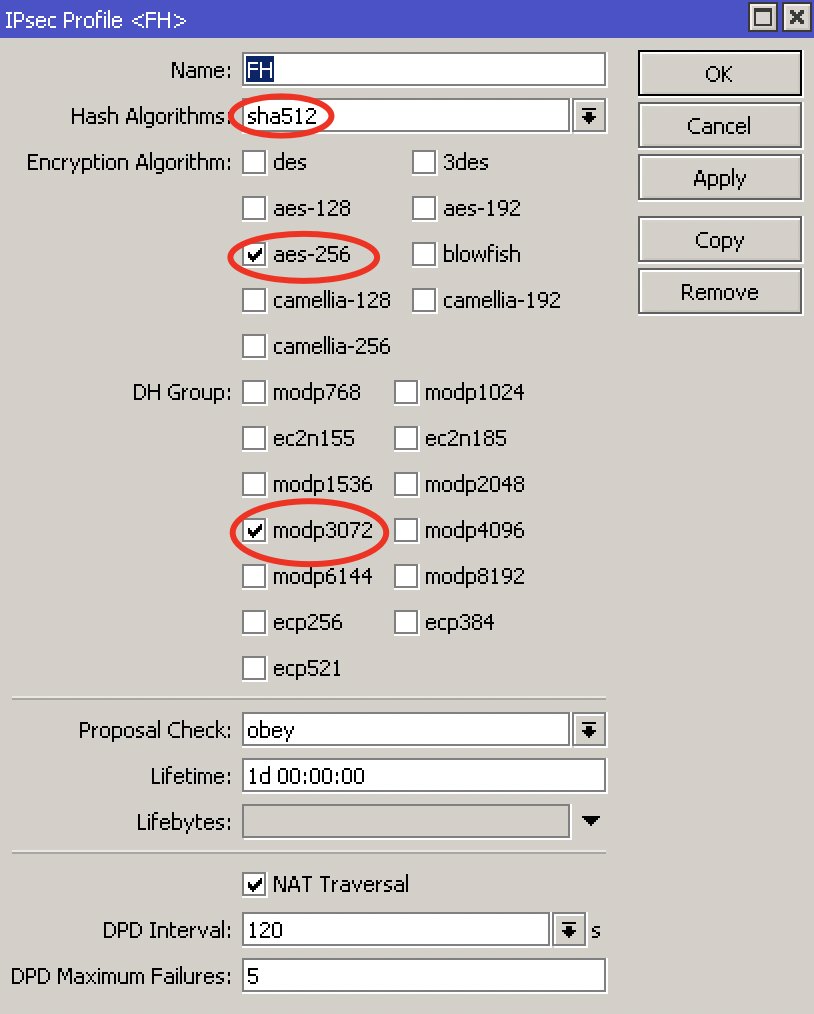 IPsec Profile <FH>
Name: FH
OK
Hash Algorithms: sha512
Cancel
Encryption Algorithm: des 3des
Apply
aes-128 aes-192
Copy
aes-256 blowfish
Remove
camellia-128 camellia-192
camellia-256
DH Group: modp768 modp1024
ec2n155 ec2n185
modp1536 modp2048
modp3072 modp4096
modp6144 modp8192
ecp256 ecp384
ecp521
Proposal Check: obey
Lifetime: 1d 00:00:00
Lifebytes:
NAT Traversal
DPD Interval: 120 s
DPD Maximum Failures: 5